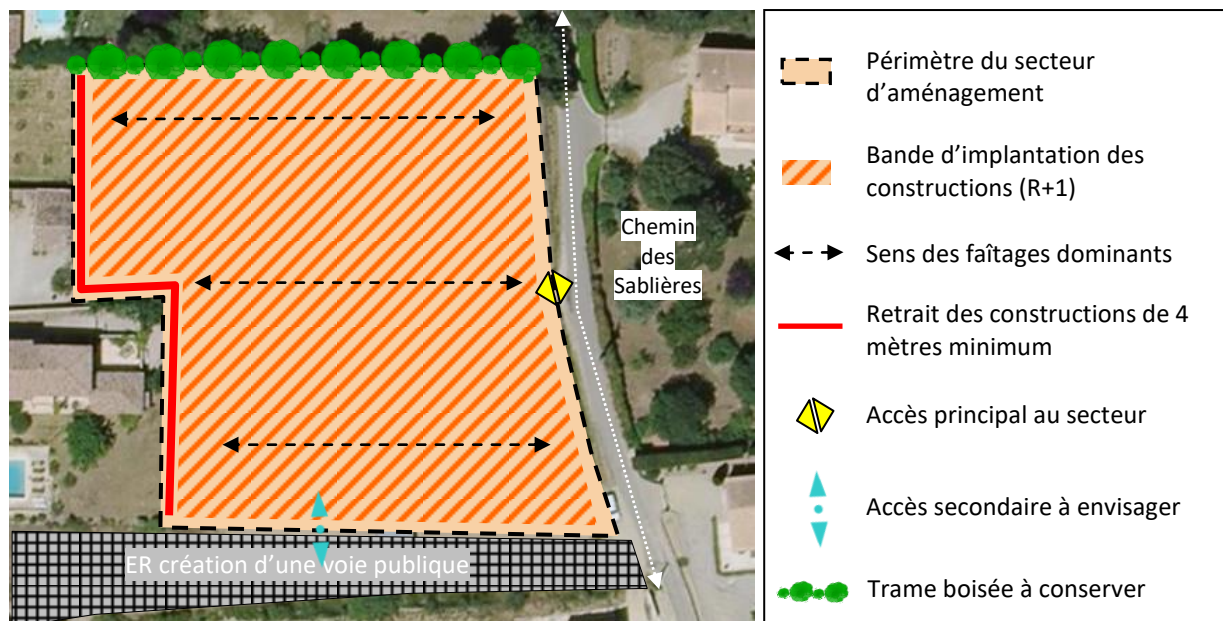 Chemin
des
Sablières
ER création d'une voie publique
Périmètre du secteur
d'aménagement
Bande d'implantation des
constructions (R+1)
Sens des faîtages dominants
Retrait des constructions de 4
mètres minimum
Accès principal au secteur
Accès secondaire à envisager
Trame boisée à conserver